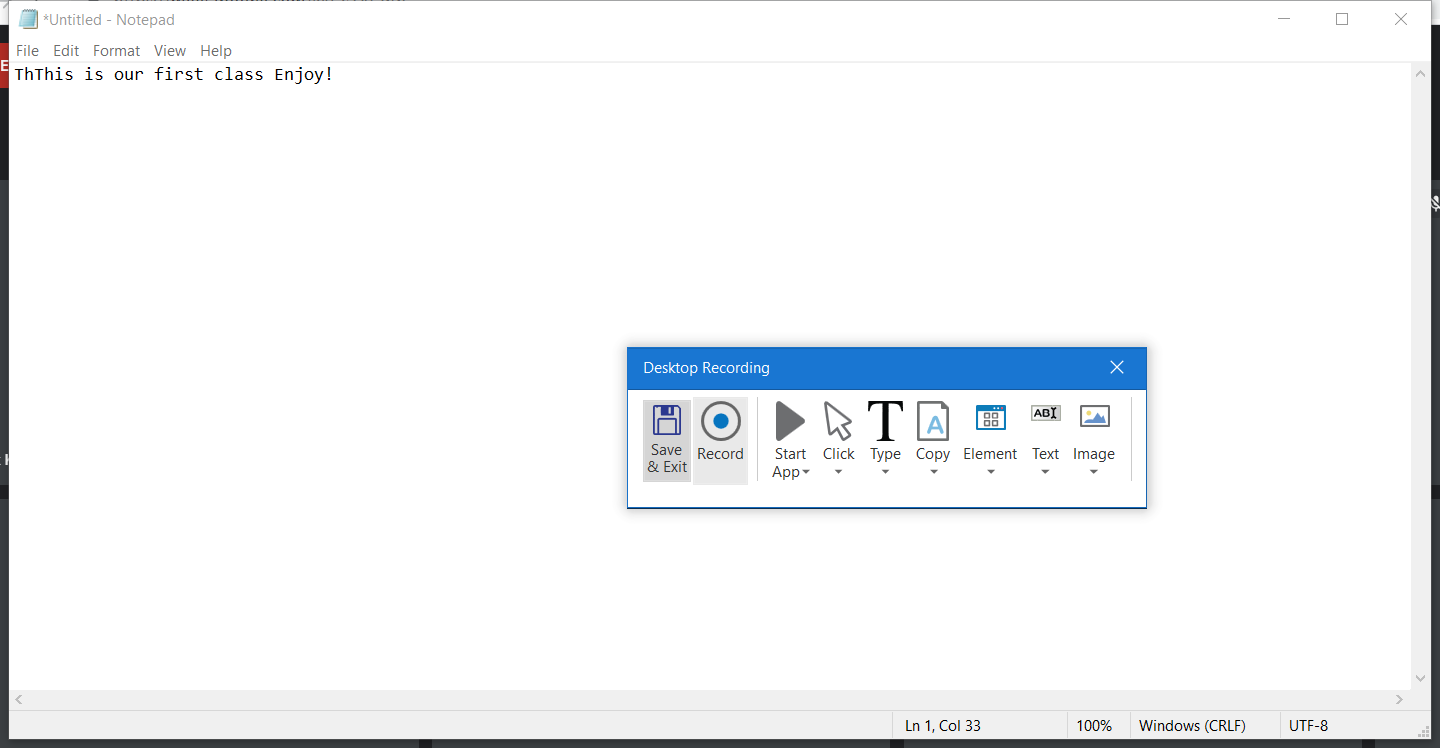 *Untitled - Notepad
File Edit Format View Help
ThThis is our first class Enjoy!
Desktop Recording
Save
& Exit
Record
Start
App
Click
Type
Copy
Element
Text
Image
A
ABI
Ln 1, Col 33
100%
Windows (CRLF)
UTF-8